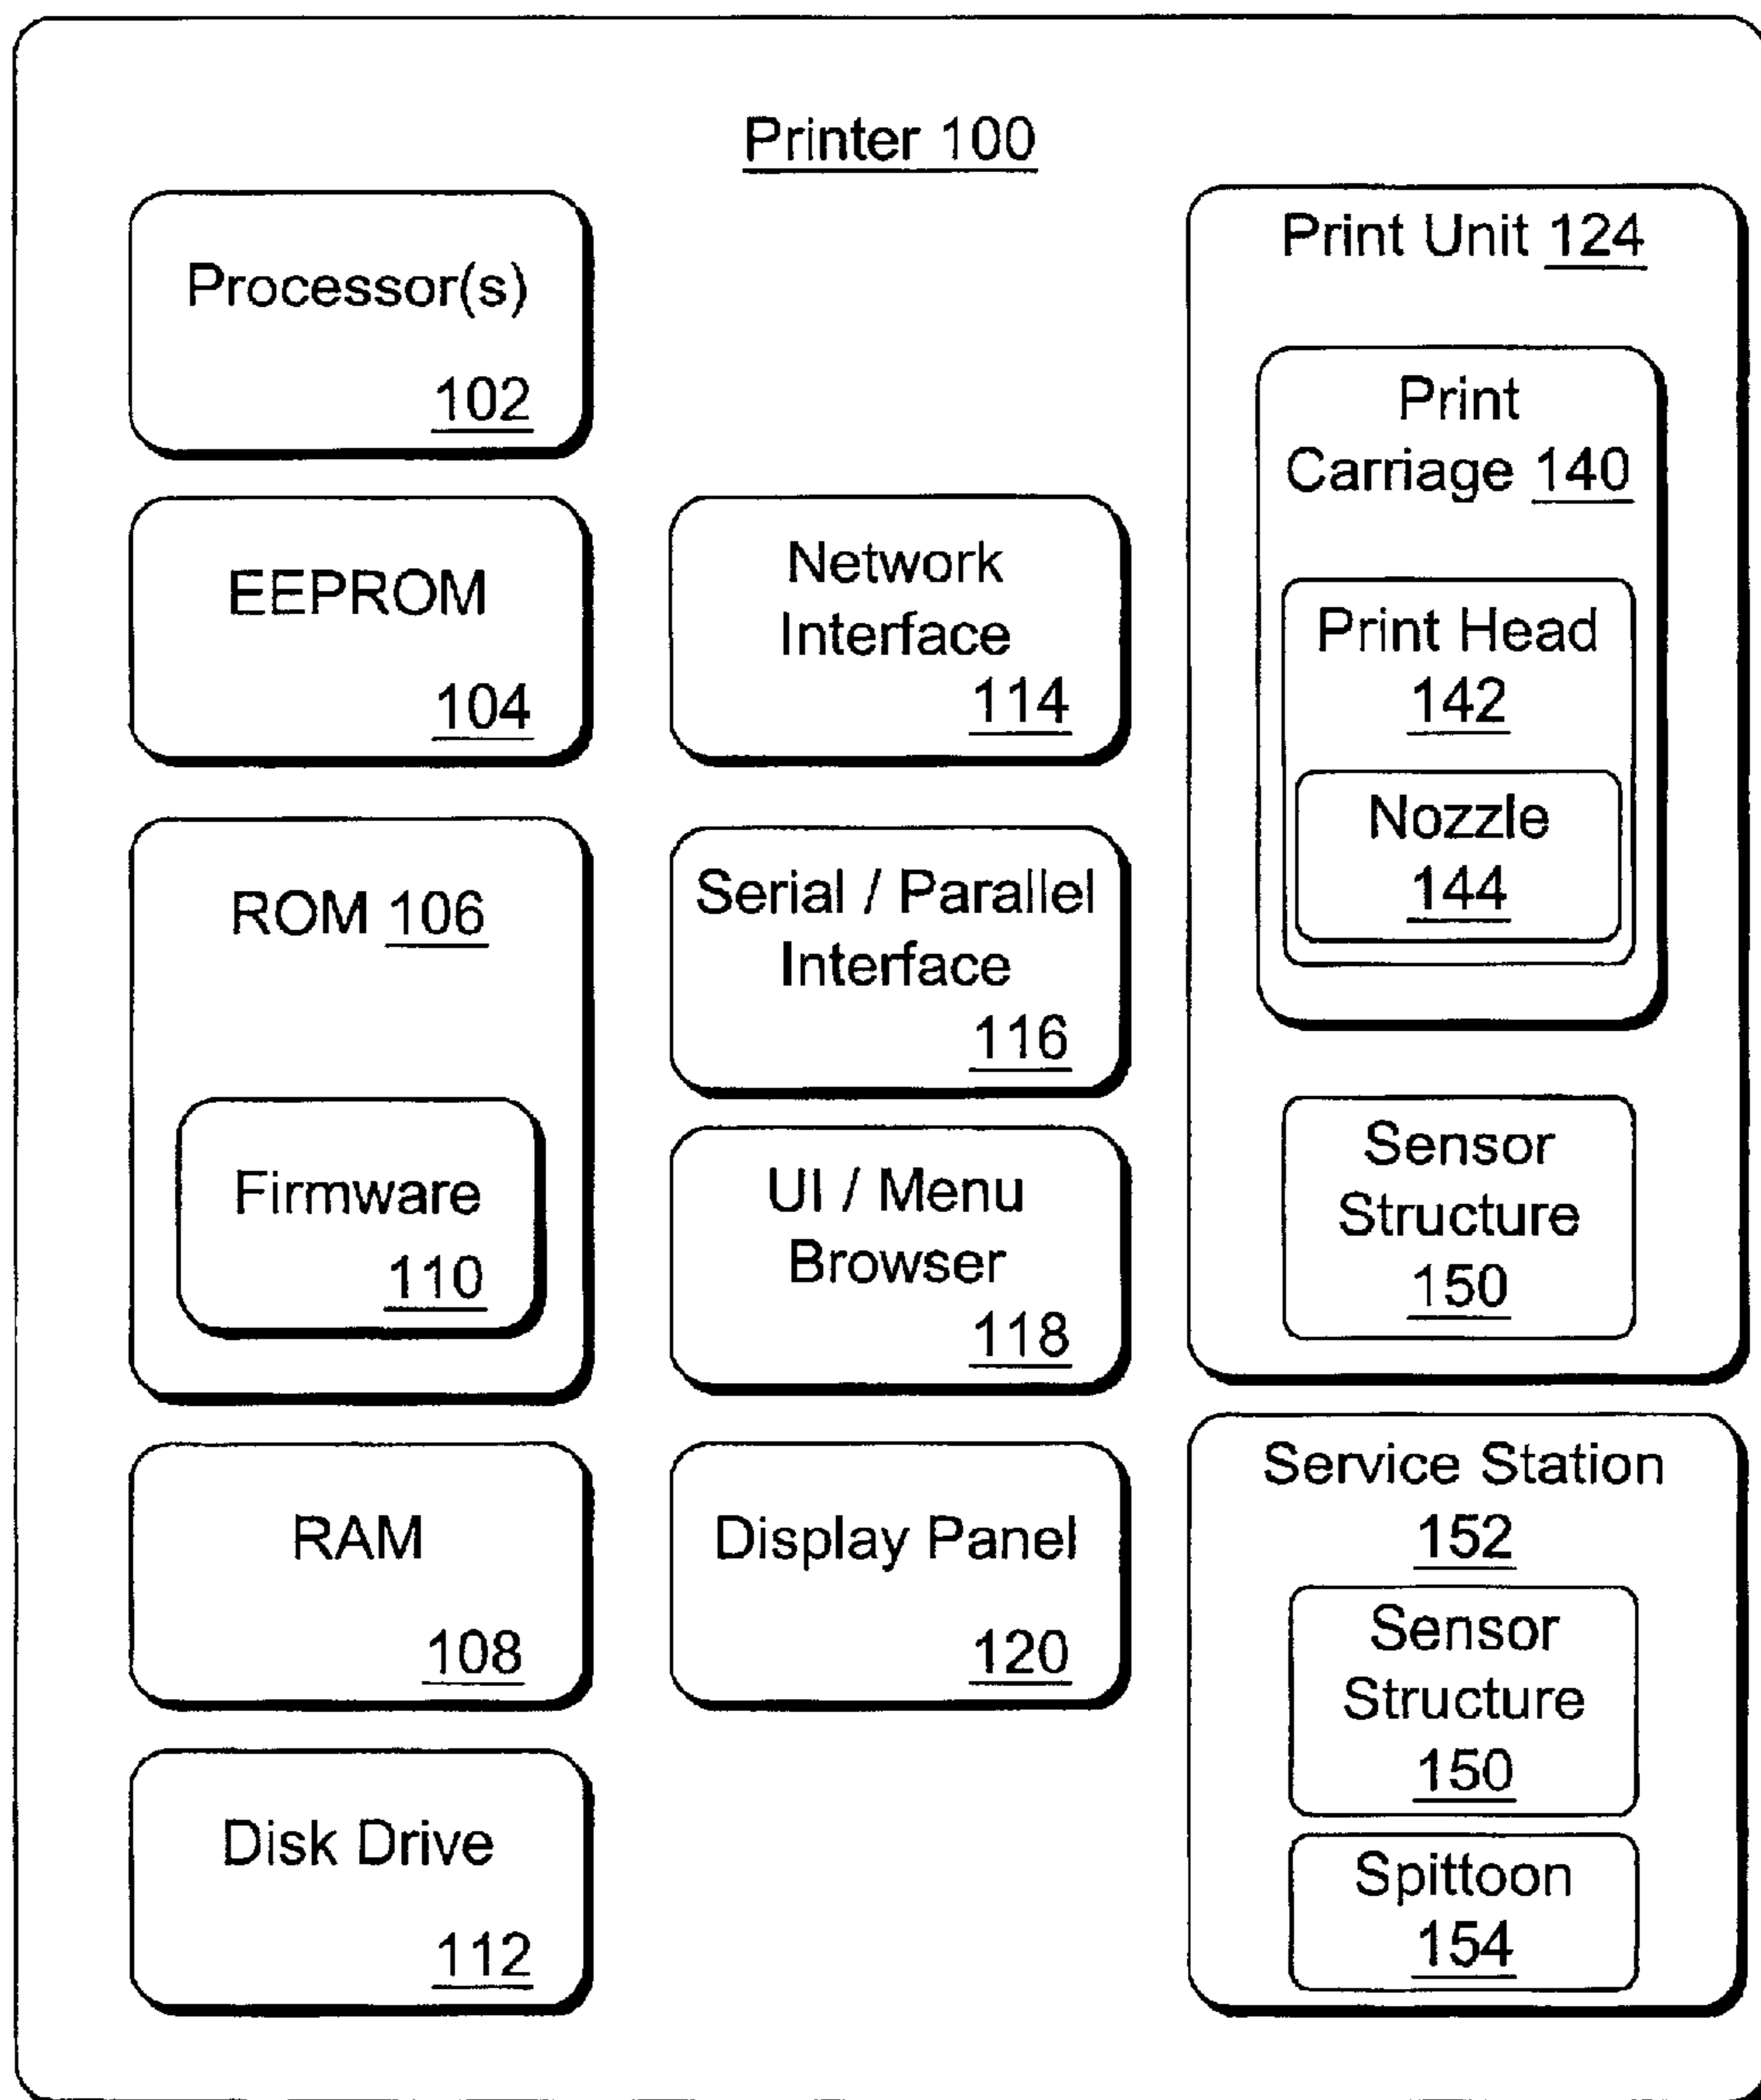 Printer 100
Processor(s)
102
EEPROM
104
ROM 106
Firmware
110
RAM
108
Disk Drive
112
Network
Interface
114
Serial / Parallel
Interface
116
UI / Menu
Browser
118
Display Panel
120
Print Unit 124
Print
Carriage 140
Print Head
142
Nozzle
144
Sensor
Structure
150
Service Station
152
Sensor
Structure
150
Spittoon
154